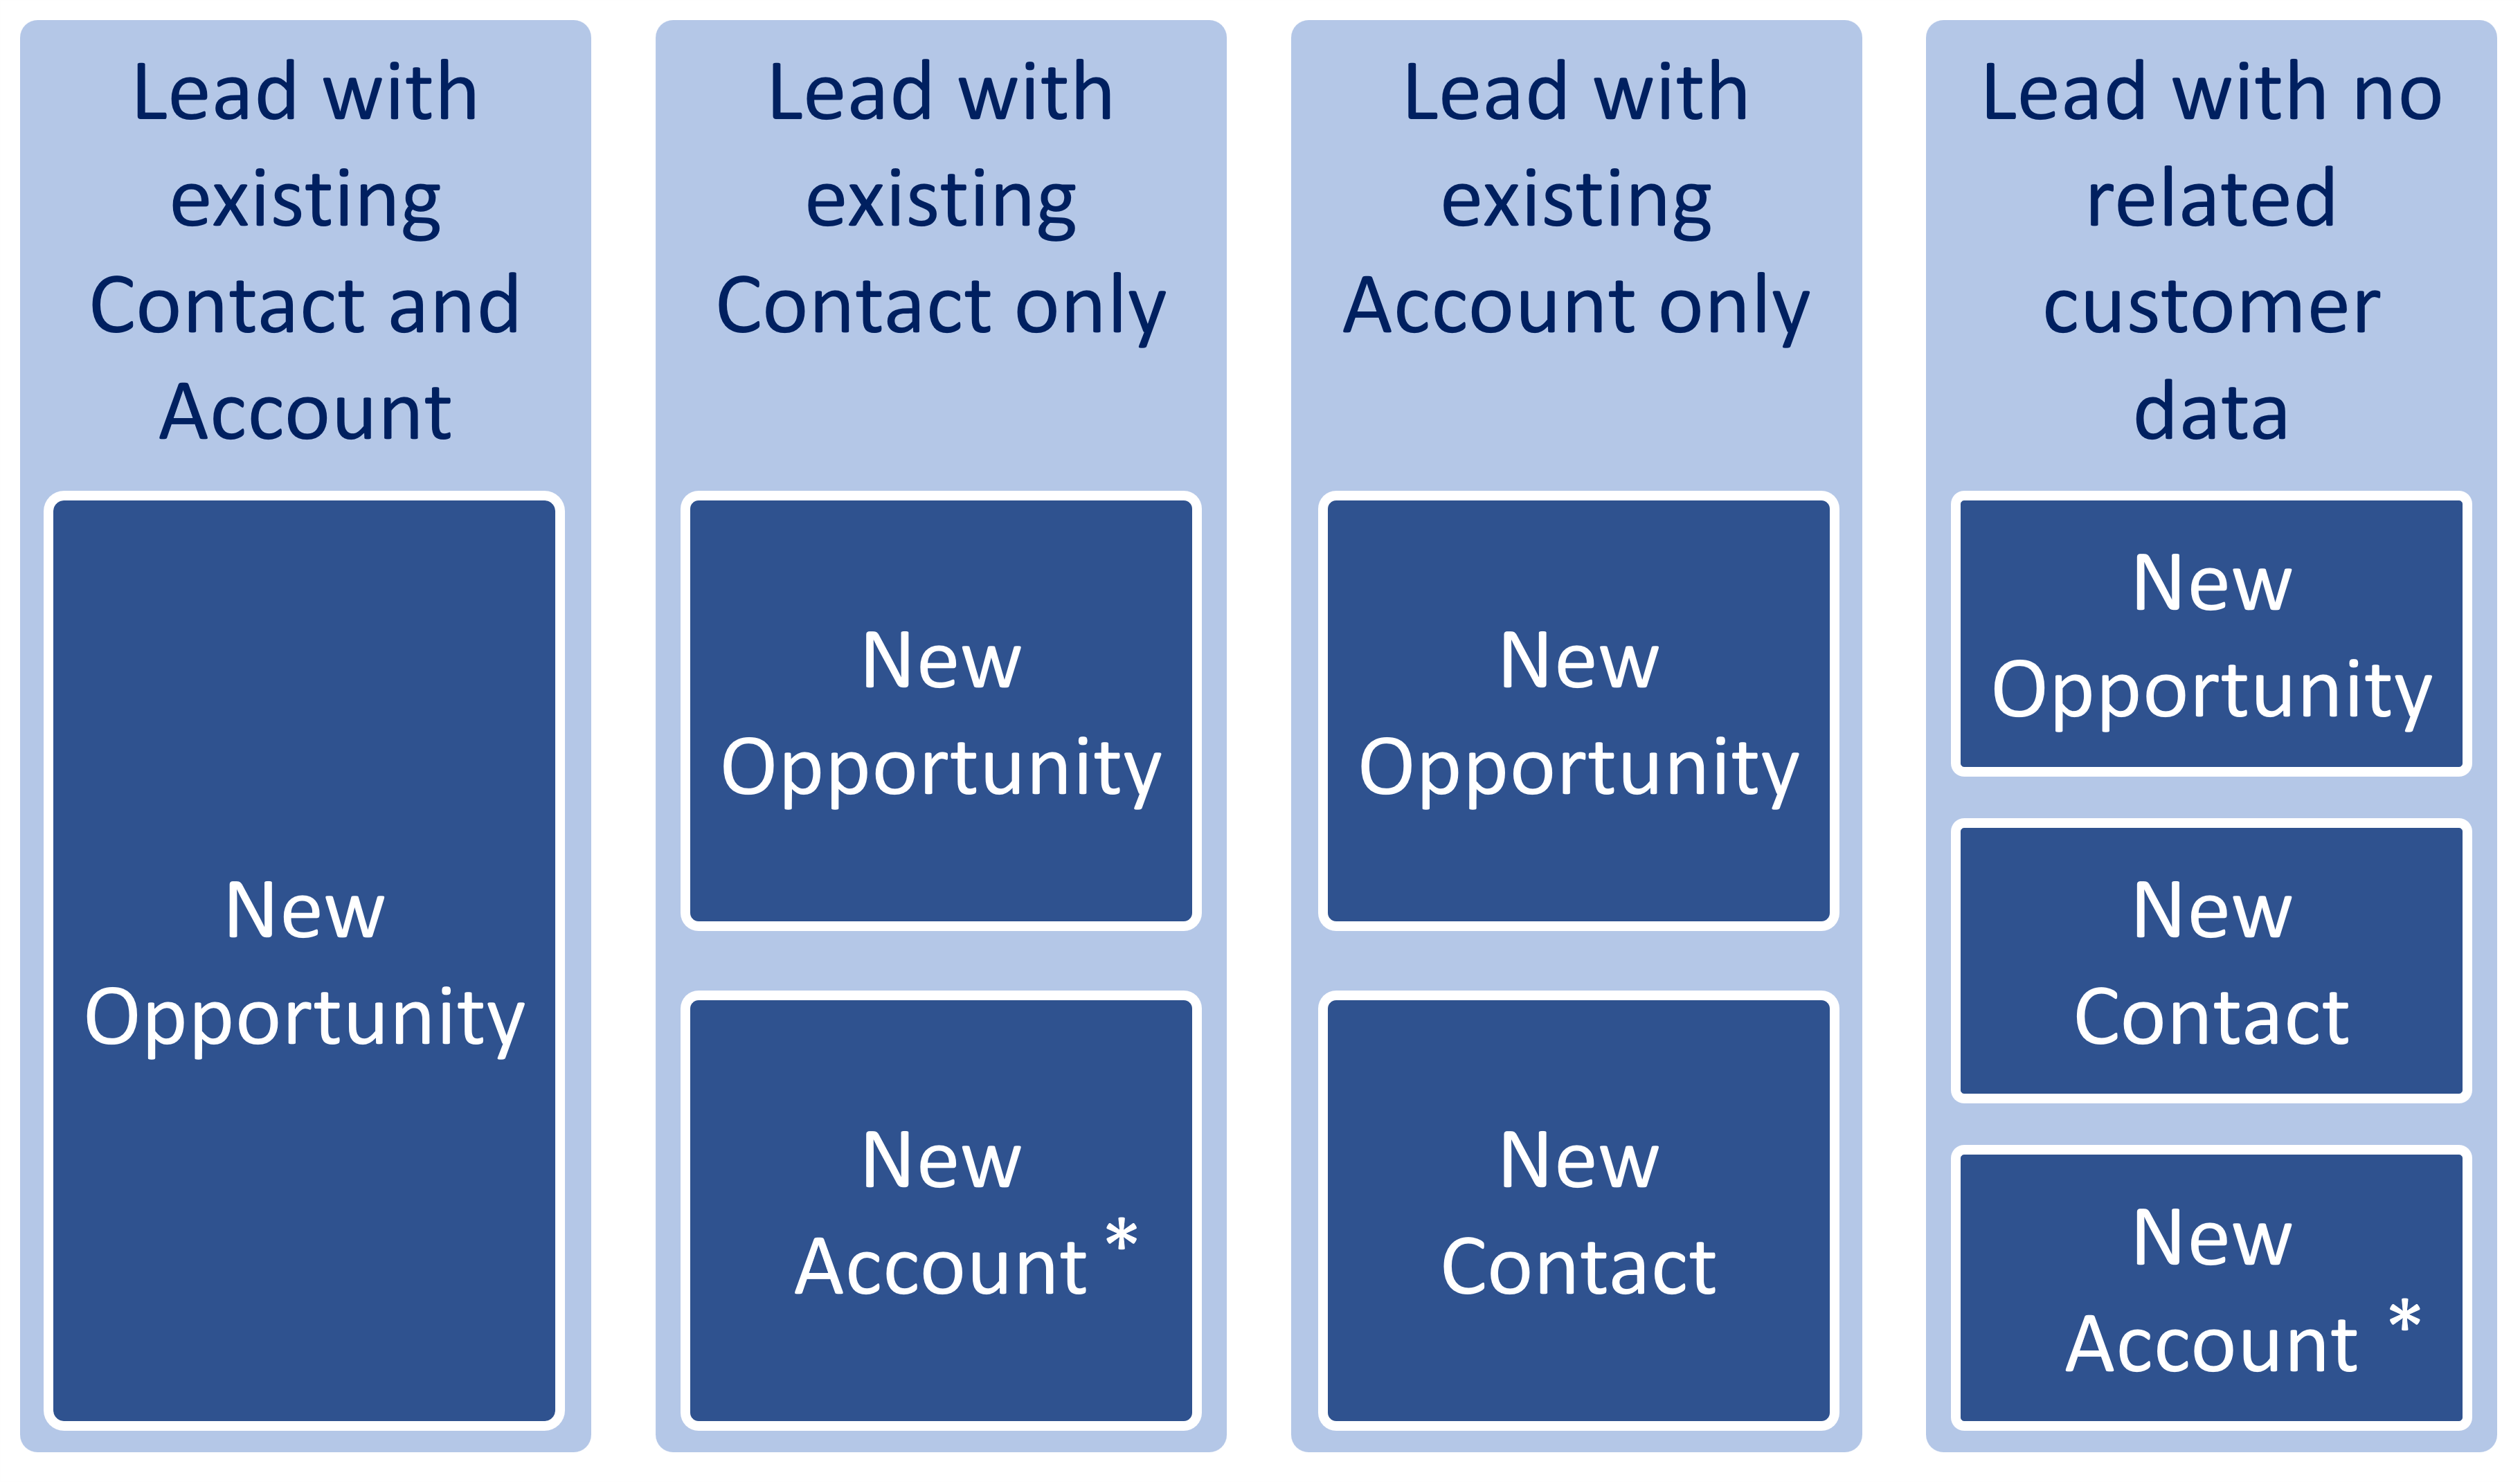 Lead with
existing
Contact and
Account
New
Opportunity
Lead with
existing
Contact only
New
Opportunity
New
Account *
Lead with
existing
Account only
New
Opportunity
New
Contact
Lead with no
related
customer
data
New
Opportunity
New
Contact
New
Account *